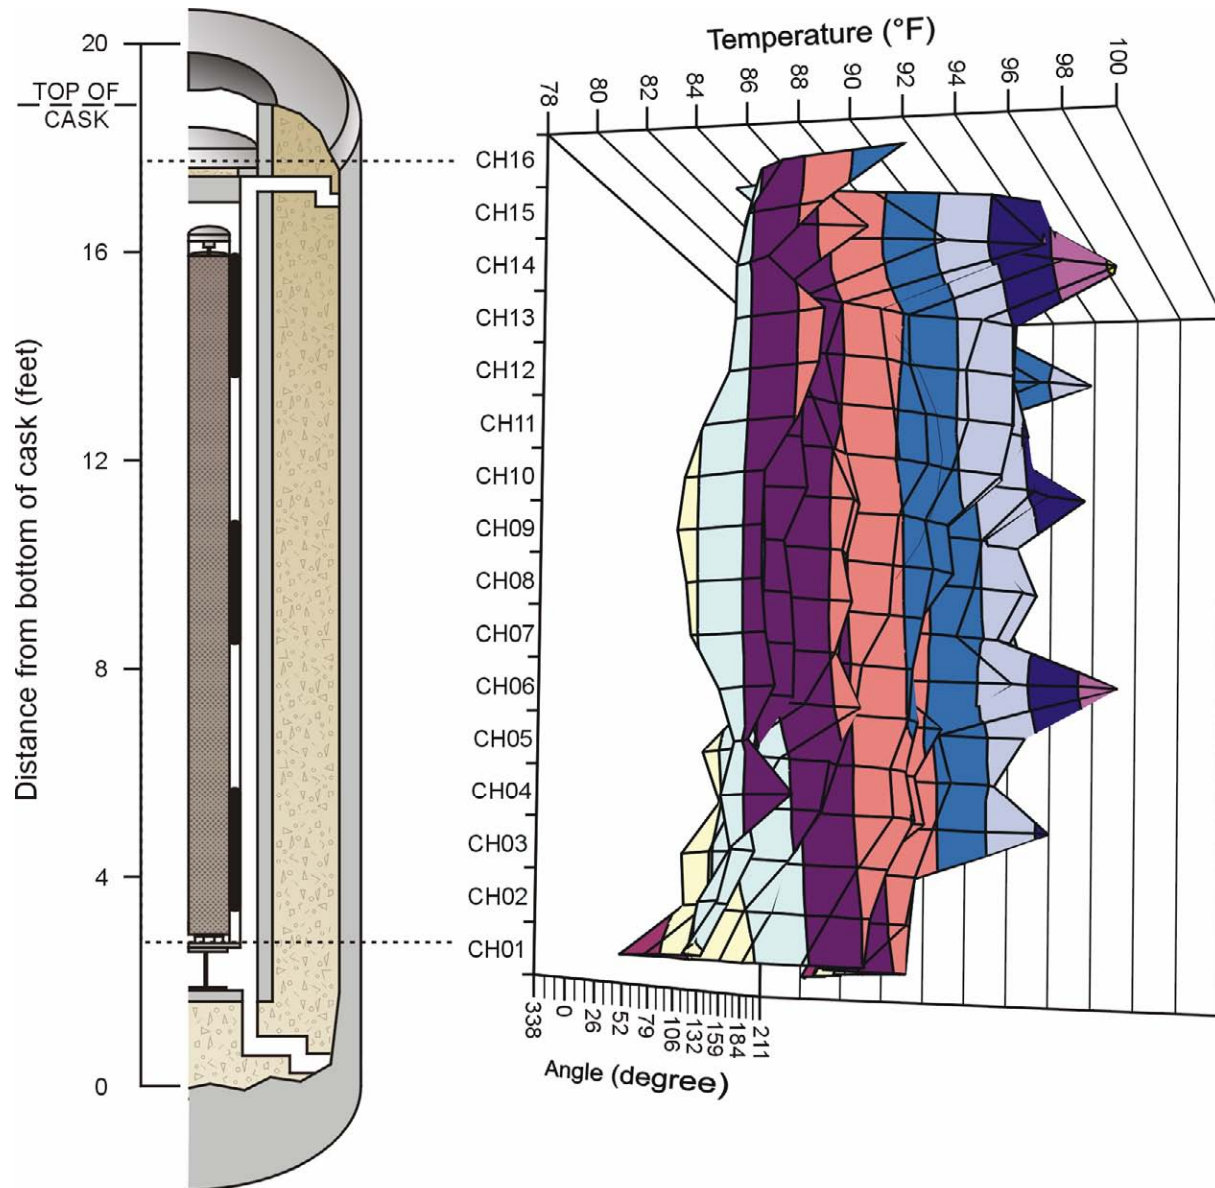 Temperature (°F)
78
80
82
84
86
88
90
92
94
96
98
100
20
TOP OF
CASK
16
12
8
4
0
Distance from bottom of cask (feet)
CH16
CH15
CH14
CH13
CH12
CH11
CH10
CH09
CH08
CH07
CH06
CH05
CH04
CH03
CH02
CH01
338
0
26
52
79
106
132
159
184
211
Angle (degree)